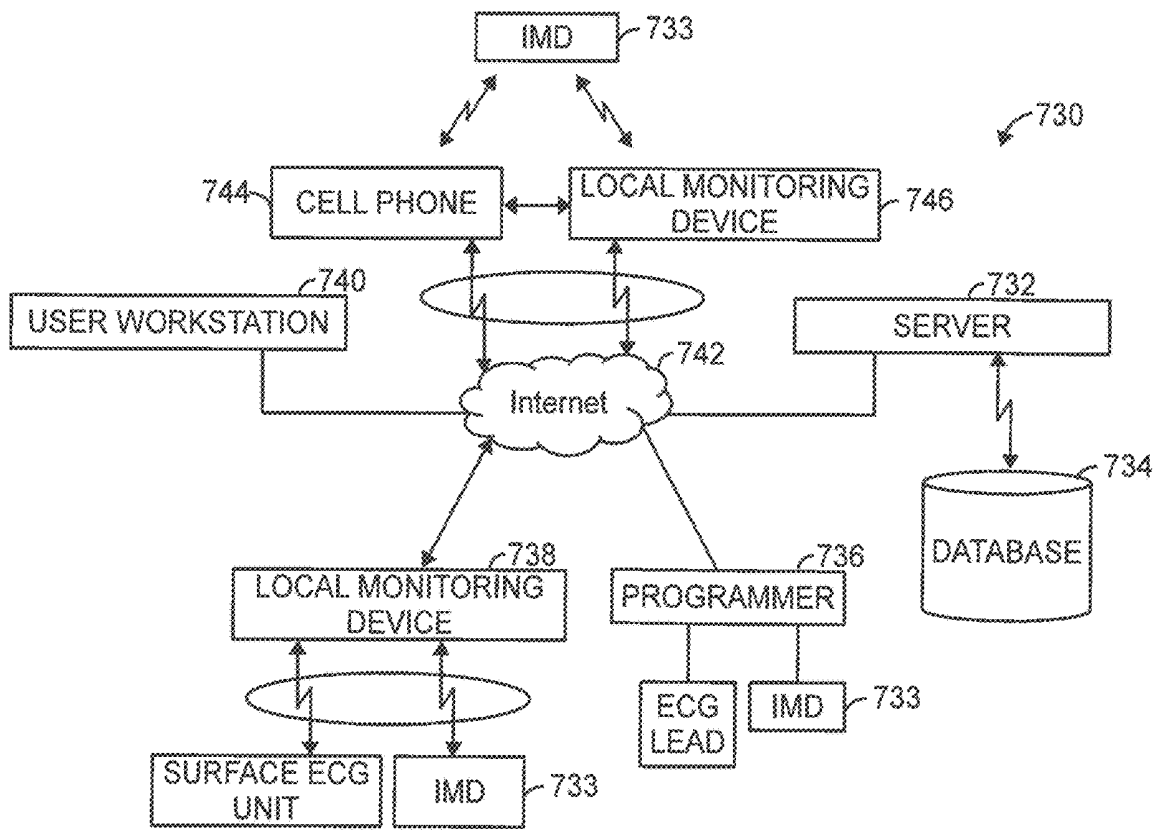 IMD
733
730
744
CELL PHONE
LOCAL MONITORING
DEVICE
746
740
USER WORKSTATION
732
SERVER
742
Internet
734
DATABASE
738
LOCAL MONITORING
DEVICE
736
PROGRAMMER
ECG
LEAD
IMD
733
SURFACE ECG
UNIT
IMD
733